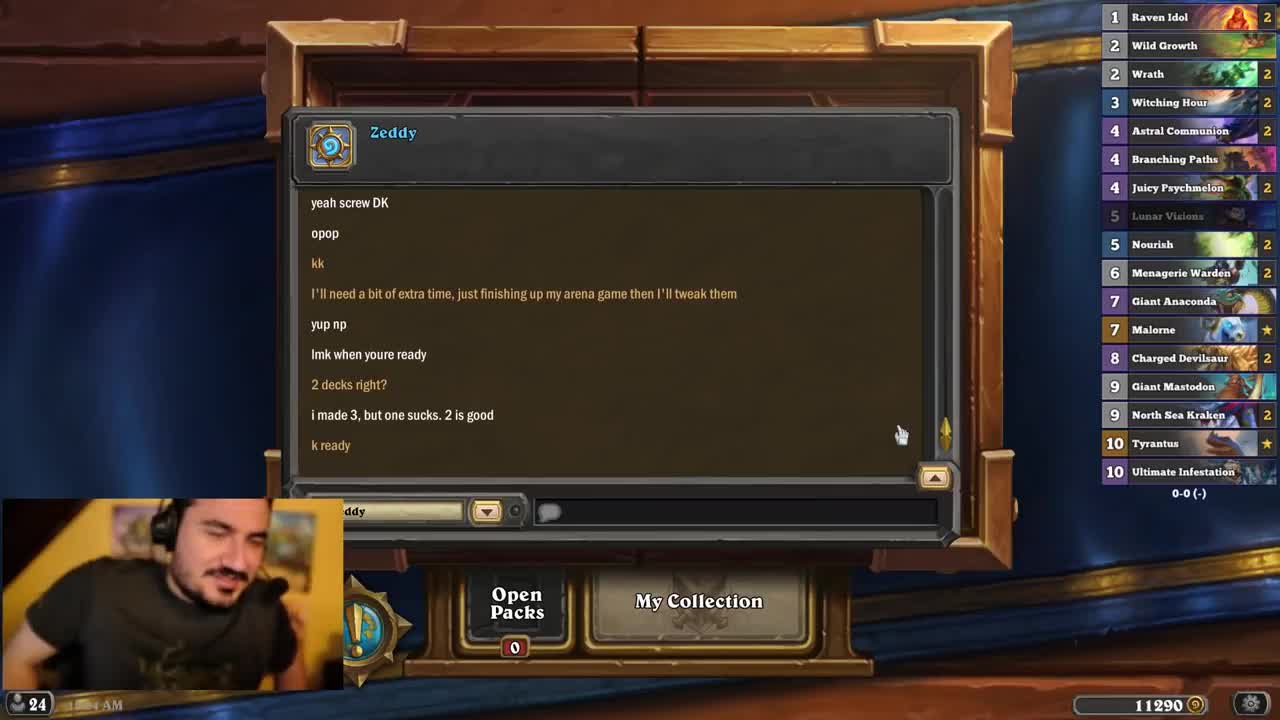 Zeddy
yeah screw DK
opop
kk
I'll need a bit of extra time, just finishing up my arena game then I'll tweak them
yup np
lmk when youre ready
2 decks right?
i made 3, but one sucks. 2 is good
k ready
ddy
Open
Packs
0
My Collection
24
AM
11290
1 Raven Idol 2
2 Wild Growth
2 Wrath 2
3 Witching Hour 2
4 Astral Communion 2
4 Branching Paths
4 Juicy Psychmelon 2
5 Lunar Visions
5 Nourish 2
6 Menagerie Warden 2
7 Giant Anaconda
7 Malorne ★
8 Charged Devilsaur 2
9 Giant Mastodon
9 North Sea Kraken 2
10 Tyrantus ★
10 Ultimate Infestation
0-0 (-)